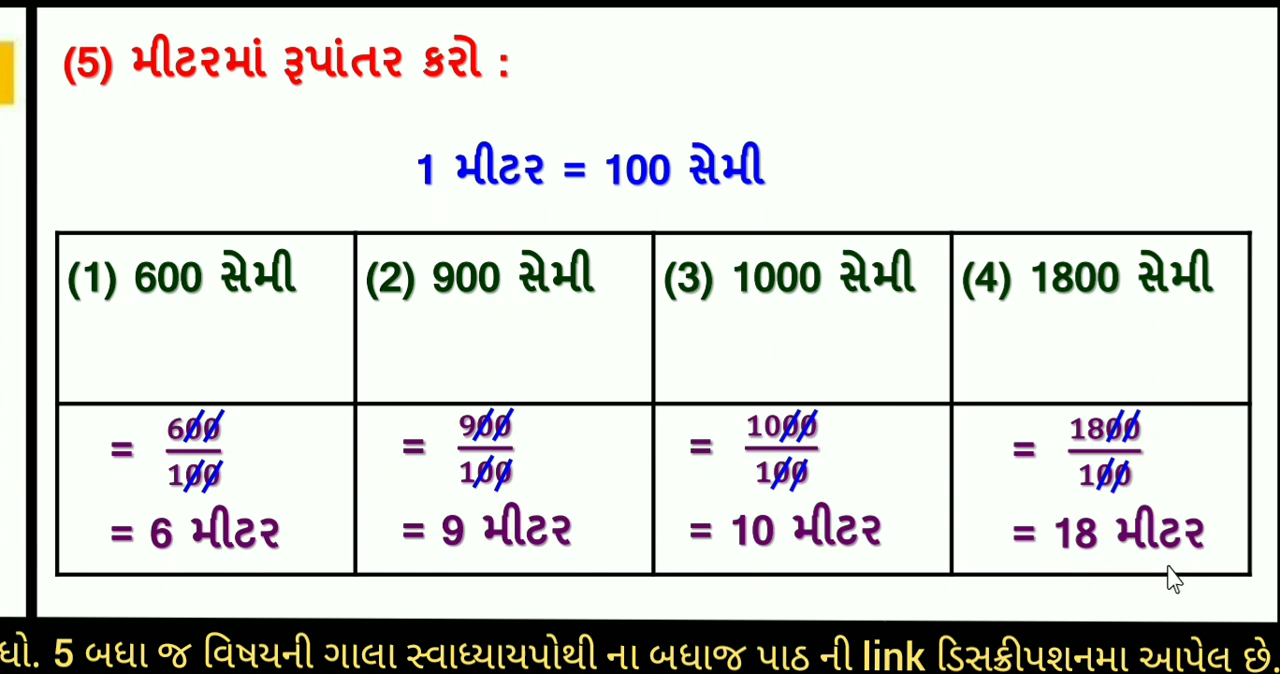 (5) મીટરમાં રૂપાંતર કરો :
1 મીટર = 100 સેમી
(1) 600 સેમી
(2) 900 સેમી
(3) 1000 સેમી
(4) 1800 સેમી
= 600/100
= 6 મીટર
= 900/100
= 9 મીટર
= 1000/100
= 10 મીટર
= 1800/100
= 18 મીટર
5 બધા જ વિષયની ગાલા સ્વાધ્યાયપોથી ના બધાજ પાઠ ની link ડિસક્રીપશનમા આપેલ છે.